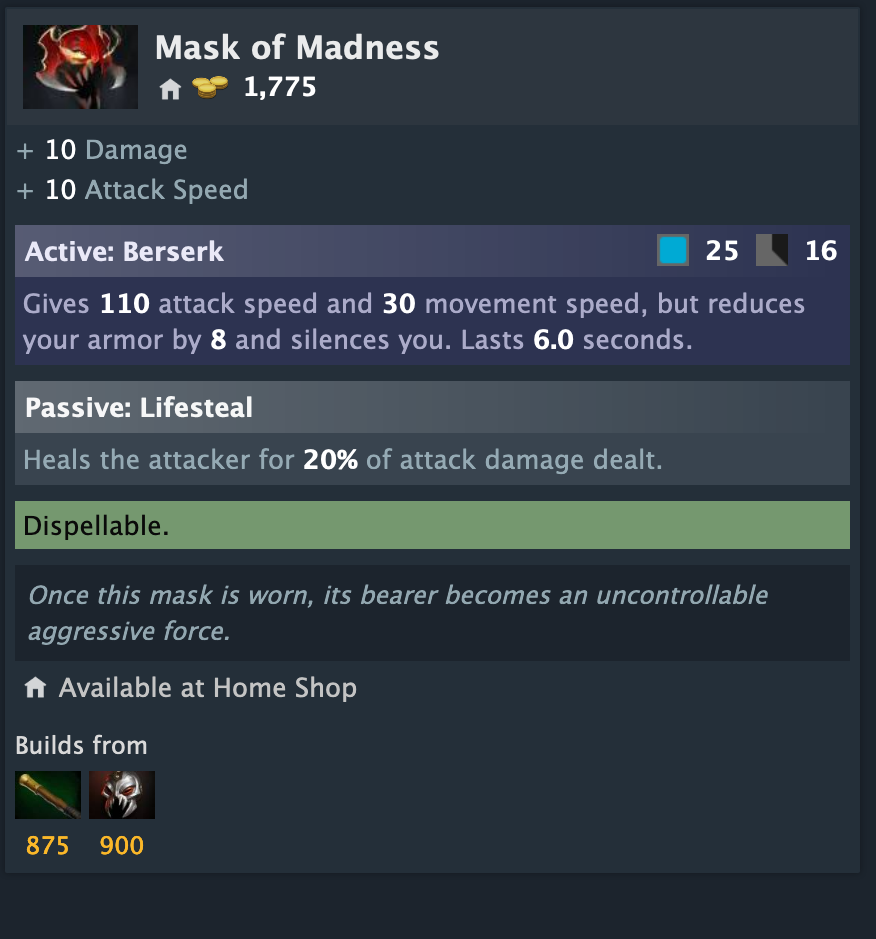 Mask of Madness
1,775
+ 10 Damage
+ 10 Attack Speed
Active: Berserk 25 16
Gives 110 attack speed and 30 movement speed, but reduces
your armor by 8 and silences you. Lasts 6.0 seconds.
Passive: Lifesteal
Heals the attacker for 20% of attack damage dealt.
Dispellable.
Once this mask is worn, its bearer becomes an uncontrollable
aggressive force.
Available at Home Shop
Builds from
875 900